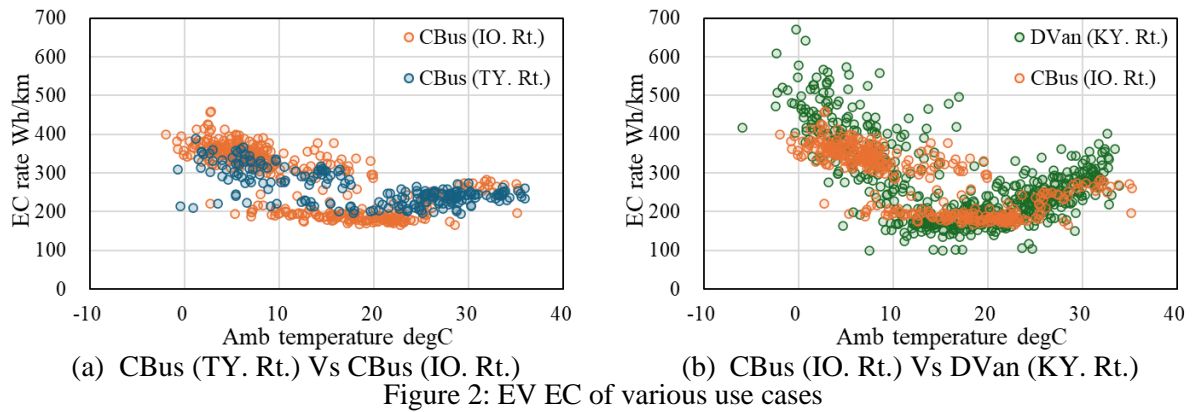 700
600
500
400
300
200
100
0
EC rate Wh/km
CBus (IO. Rt.)
CBus (TY. Rt.)
-10 0 10 20 30 40
Amb temperature degC
(a) CBus (TY. Rt.) Vs CBus (IO. Rt.)
700
600
500
400
300
200
100
0
EC rate Wh/km
DVan (KY. Rt.)
CBus (IO. Rt.)
-10 0 10 20 30 40
Amb temperature degC
(b) CBus (IO. Rt.) Vs DVan (KY. Rt.)
Figure 2: EV EC of various use cases